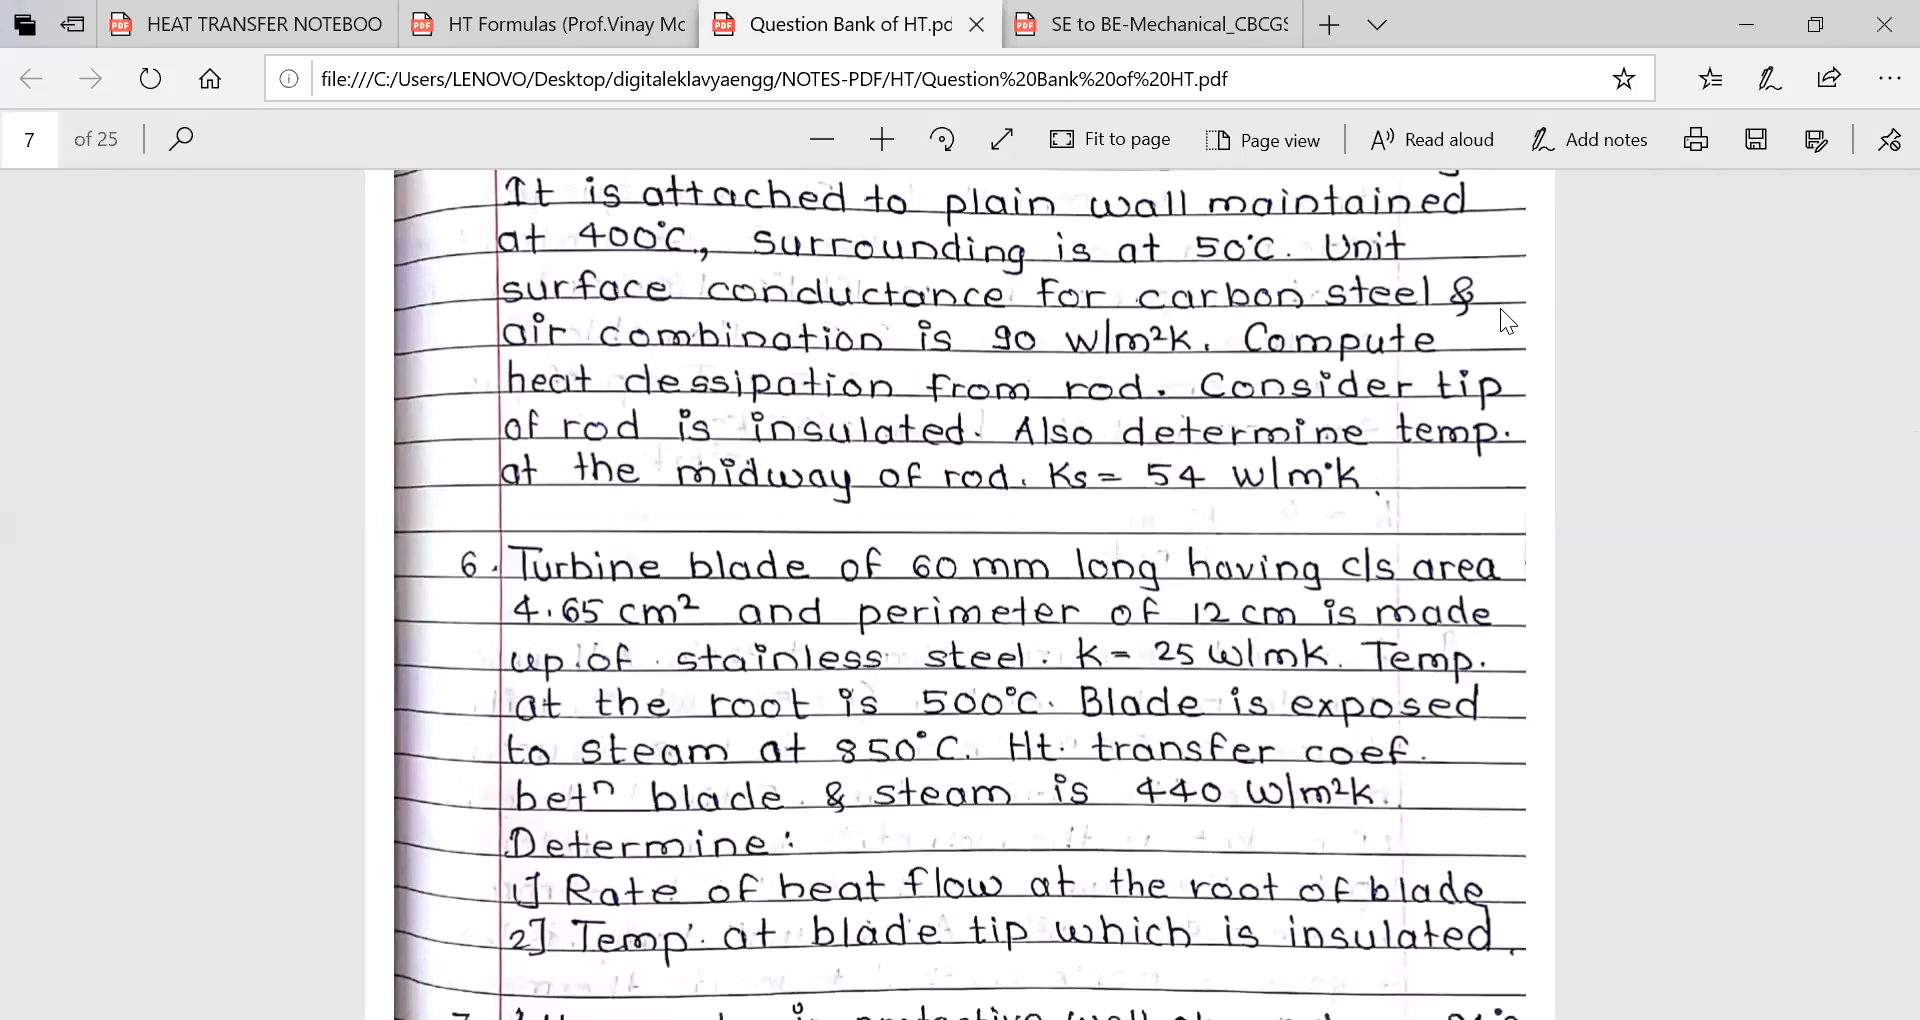 HEAT TRANSFER NOTEBOO
HT Formulas (Prof.Vinay Mc
Question Bank of HT.pd
SE to BE-Mechanical_CBCGS
file:///C:/Users/LENOVO/Desktop/digitaleklavyaengg/NOTES-PDF/HT/Question%20Bank%20of%20HT.pdf
7 of 25
Fit to page
Page view
Read aloud
Add notes
It is attached to plain wall maintained
at 400°C., surrounding is at 50°C. Unit
surface conductance for carbon steel &
air combination is 90 W/m²K. Compute
heat dessipation from rod. Consider tip
of rod is insulated. Also determine temp.
at the midway of rod. Ks = 54 W/m°K.
6. Turbine blade of 60 mm long having c/s area
4.65 cm² and perimeter of 12 cm is made
up of stainless steel. K = 25 W/mK. Temp.
at the root is 500°C. Blade is exposed
to steam at 850°C. Ht. transfer coef.
betⁿ blade & steam is 440 W/m²K.
Determine:
1] Rate of heat flow at the root of blade
2] Temp. at blade tip which is insulated.